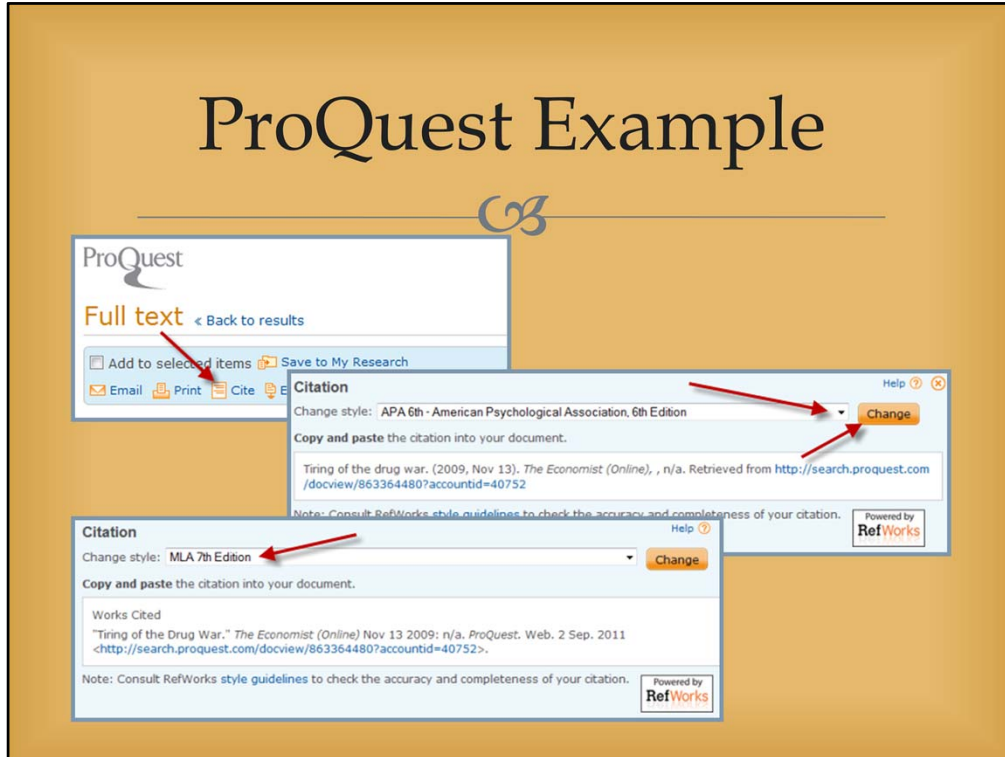 ProQuest Example
ProQuest
Full text « Back to results
Add to selected items Save to My Research
Email Print Cite E
Citation
Help ?
Change style: APA 6th - American Psychological Association, 6th Edition
Change
Copy and paste the citation into your document.
Tiring of the drug war. (2009, Nov 13). The Economist (Online), , n/a. Retrieved from http://search.proquest.com
/docview/863364480?accountid=40752
Note: Consult RefWorks style guidelines to check the accuracy and completeness of your citation.
Powered by
RefWorks
Citation
Help ?
Change style: MLA 7th Edition
Change
Copy and paste the citation into your document.
Works Cited
"Tiring of the Drug War." The Economist (Online) Nov 13 2009: n/a. ProQuest. Web. 2 Sep. 2011
<http://search.proquest.com/docview/863364480?accountid=40752>.
Note: Consult RefWorks style guidelines to check the accuracy and completeness of your citation.
Powered by
RefWorks